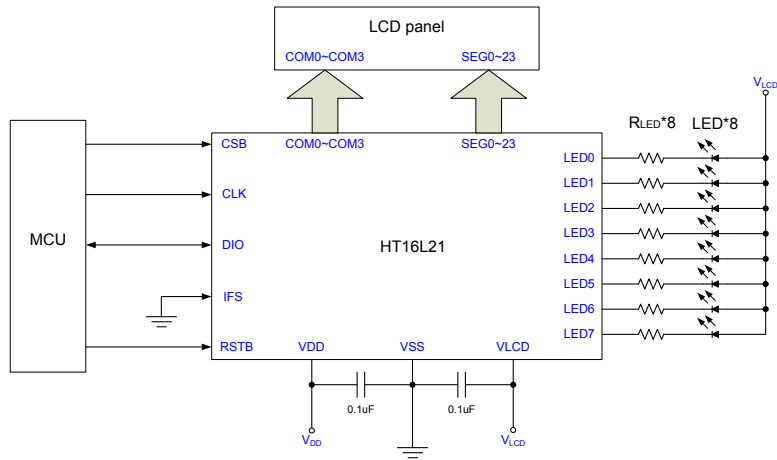 LCD panel
COM0~COM3 SEG0~23
VLCD
RLED*8 LED*8
CSB COM0~COM3 SEG0~23
LED0
CLK LED1
LED2
MCU DIO HT16L21 LED3
LED4
LED5
IFS LED6
LED7
RSTB VDD VSS VLCD
0.1uF 0.1uF
VDD VLCD